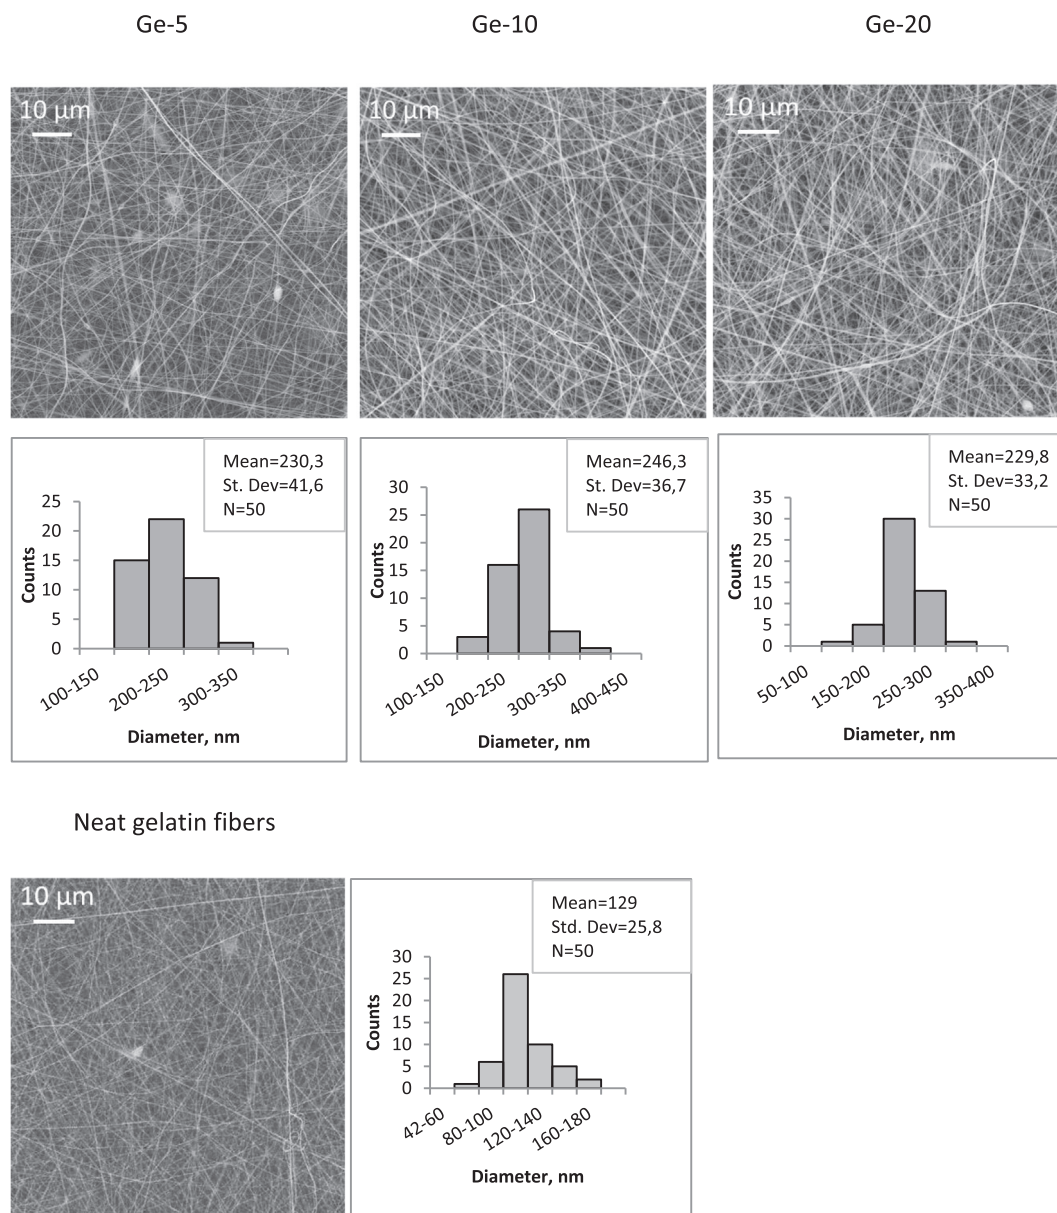 Ge-5
Ge-10
Ge-20
10 µm
10 µm
10 µm
Mean=230,3
St. Dev=41,6
N=50
25
20
15
10
5
0
Counts
100-150
200-250
300-350
Diameter, nm
Mean=246,3
St. Dev=36,7
N=50
30
25
20
15
10
5
0
Counts
100-150
200-250
300-350
400-450
Diameter, nm
Mean=229,8
St. Dev=33,2
N=50
35
30
25
20
15
10
5
0
Counts
50-100
150-200
250-300
350-400
Diameter, nm
Neat gelatin fibers
10 µm
Mean=129
Std. Dev=25,8
N=50
30
25
20
15
10
5
0
Counts
42-60
80-100
120-140
160-180
Diameter, nm